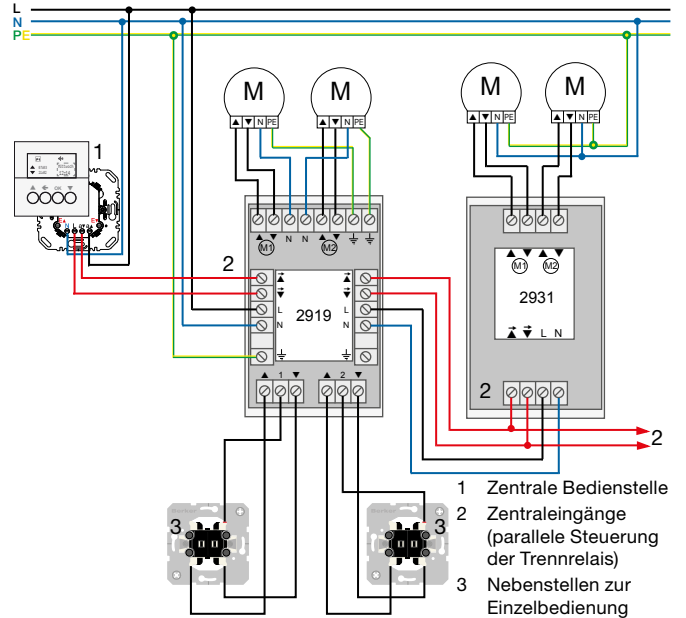 L
N
PE
M
M
M
M
▲ ▼ N PE
▲ ▼ N PE
▲ ▼ N PE
▲ ▼ N PE
1
OK
N L
M1 N N M2
2
2919
L
N
L
N
▲ 1 ▼
▲ 2 ▼
M1 M2
2931
L N
2
2
3
3
1 Zentrale Bedienstelle
2 Zentraleingänge
(parallele Steuerung
der Trennrelais)
3 Nebenstellen zur
Einzelbedienung